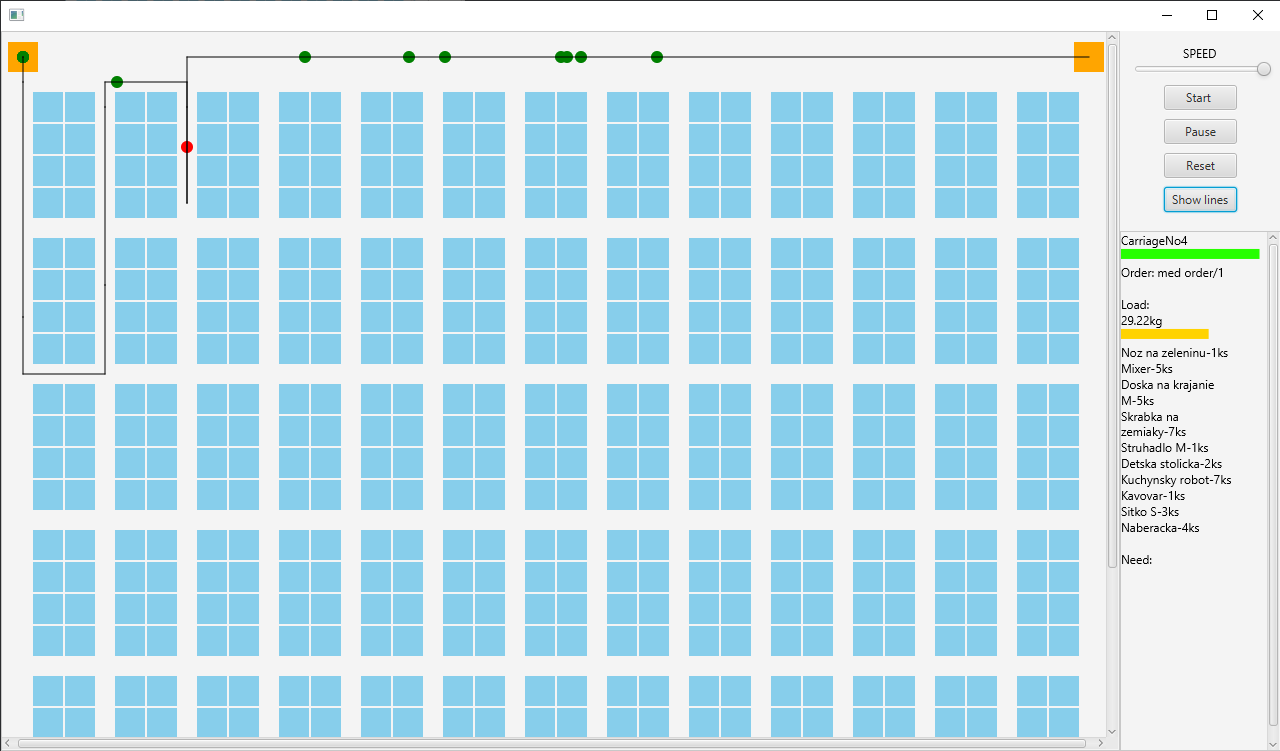 SPEED
Start
Pause
Reset
Show lines
CarriageNo4
Order: med order/1
Load:
29.22kg
Noz na zeleninu-1ks
Mixer-5ks
Doska na krajanie
M-5ks
Skrabka na
zemiaky-7ks
Struhadlo M-1ks
Detska stolicka-2ks
Kuchynsky robot-7ks
Kavovar-1ks
Sitko S-3ks
Naberacka-4ks
Need: